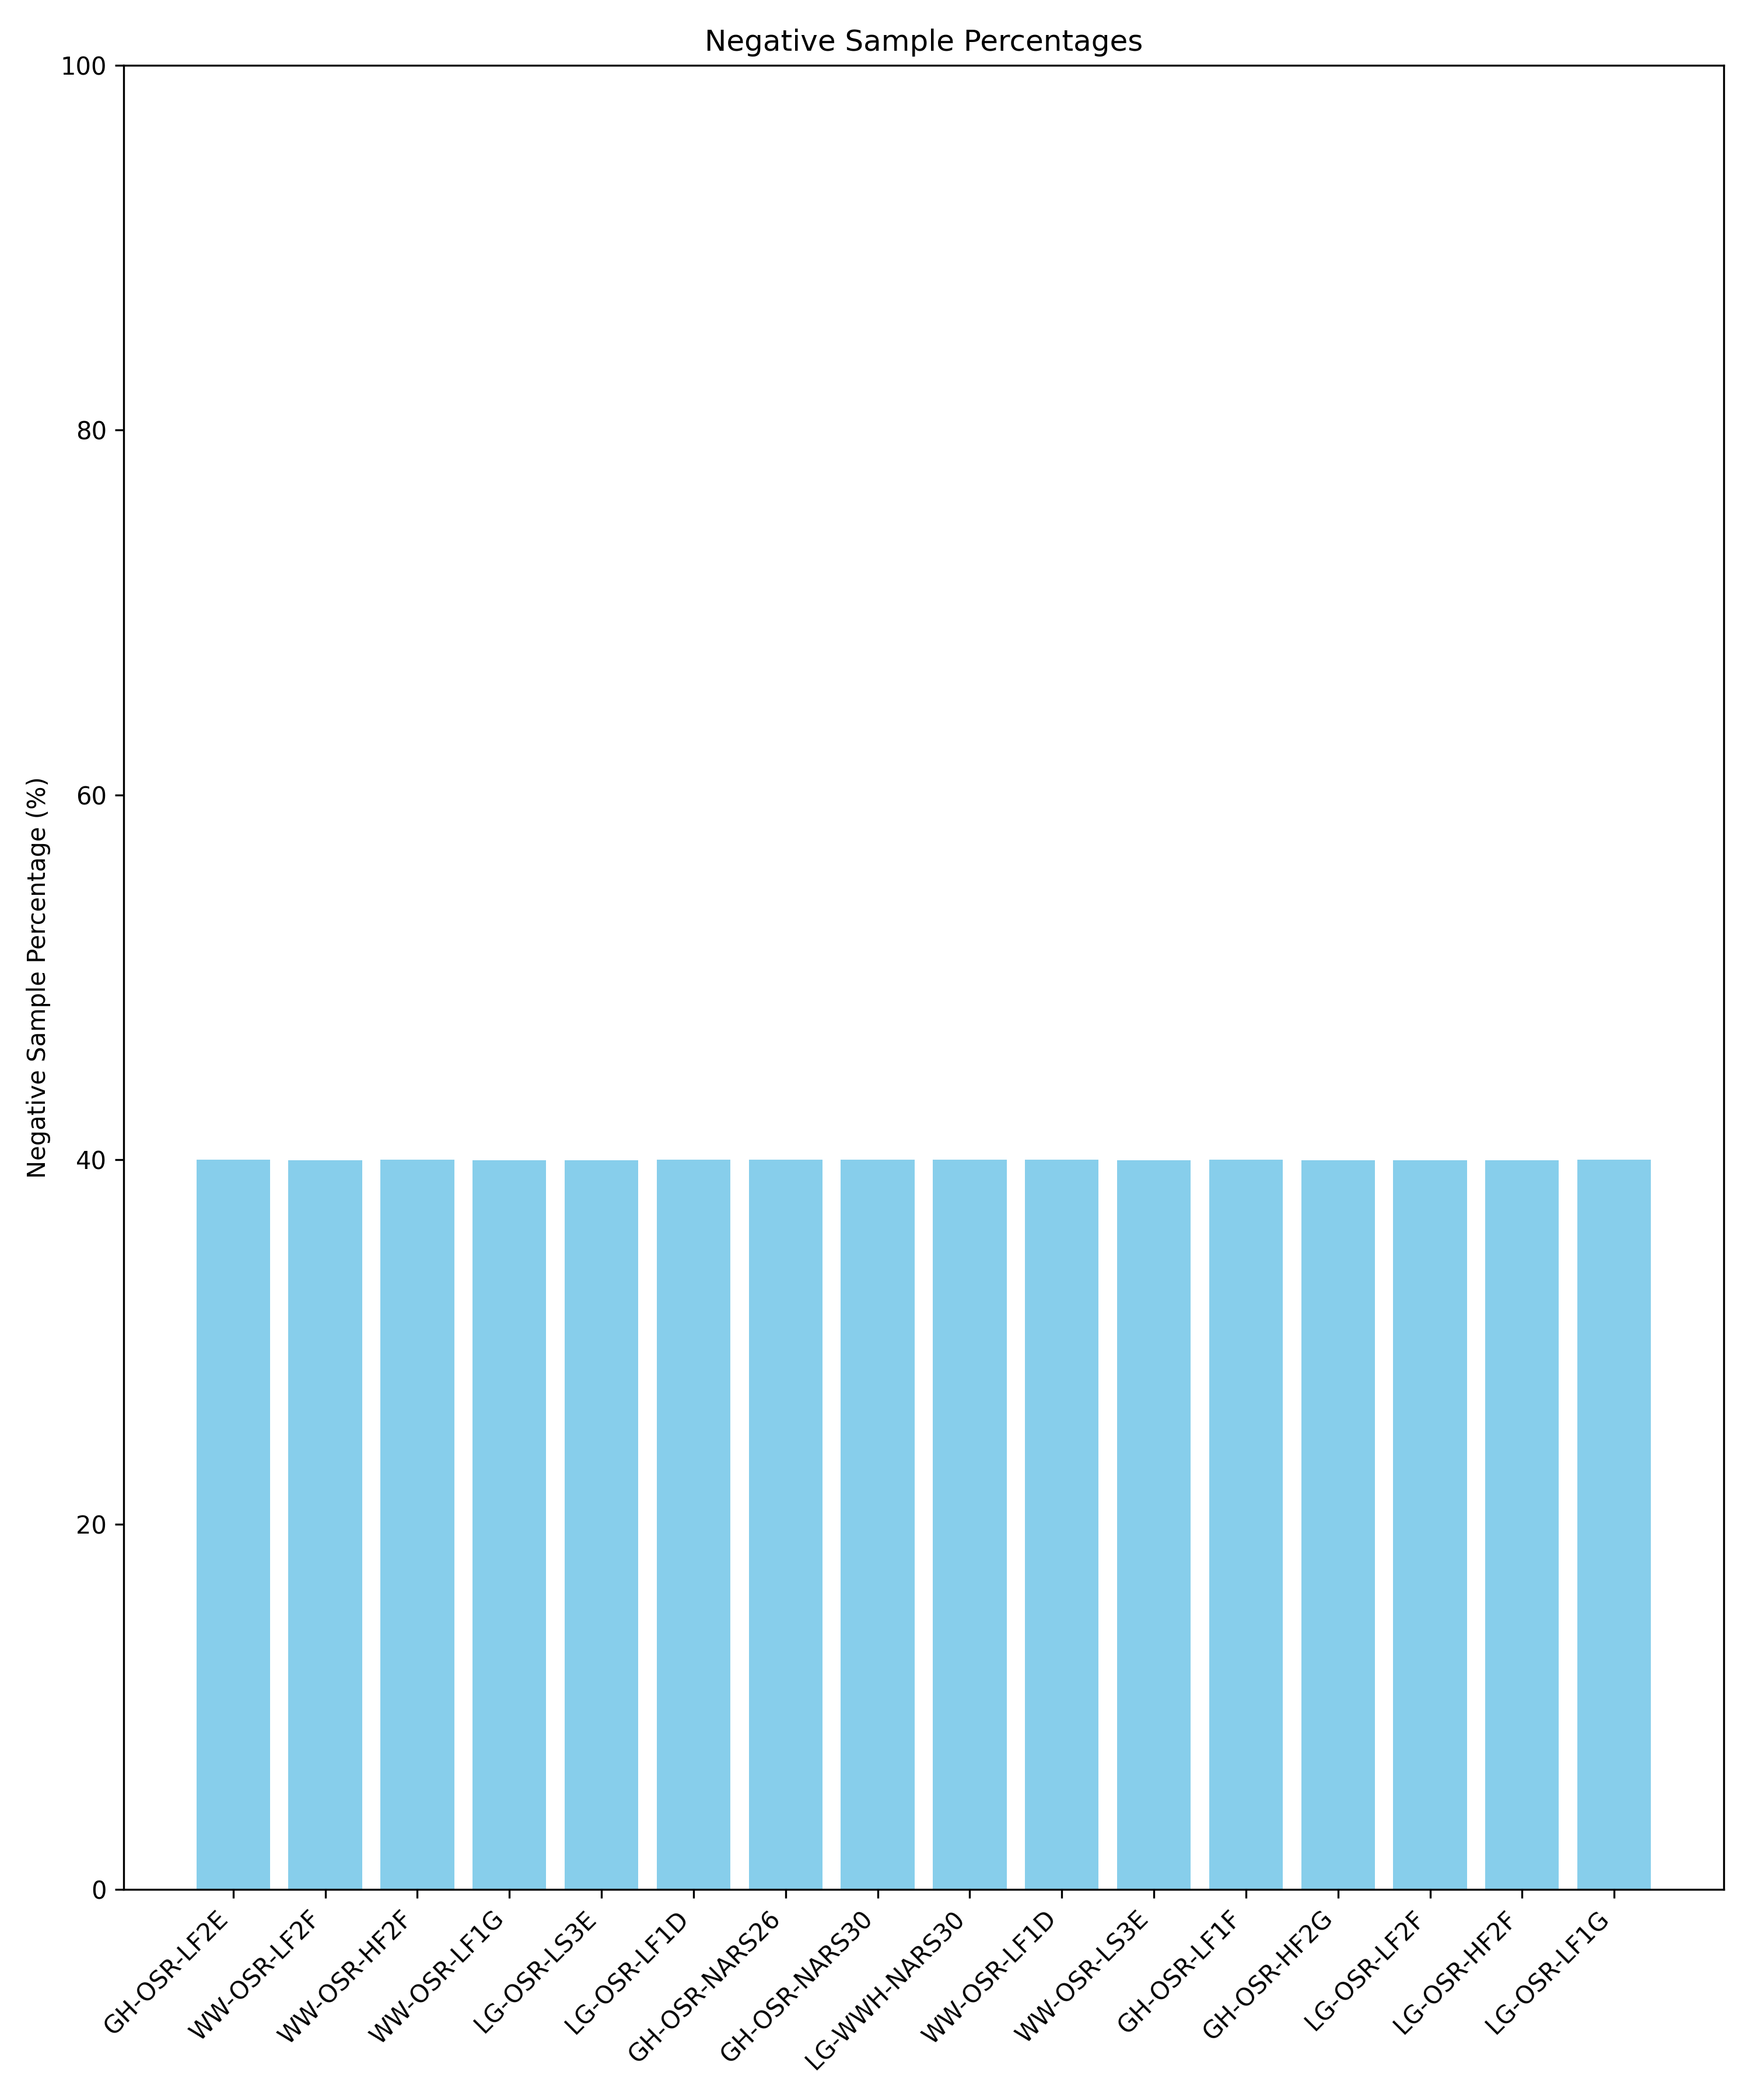 Negative Sample Percentages
Negative Sample Percentage (%)
100
80
60
40
20
0
GH-OSR-LF2E
WW-OSR-LF2F
WW-OSR-HF2F
WW-OSR-LF1G
LG-OSR-LS3E
LG-OSR-LF1D
GH-OSR-NARS26
GH-OSR-NARS30
LG-WWH-NARS30
WW-OSR-LF1D
WW-OSR-LS3E
GH-OSR-LF1F
GH-OSR-HF2G
LG-OSR-LF2F
LG-OSR-HF2F
LG-OSR-LF1G